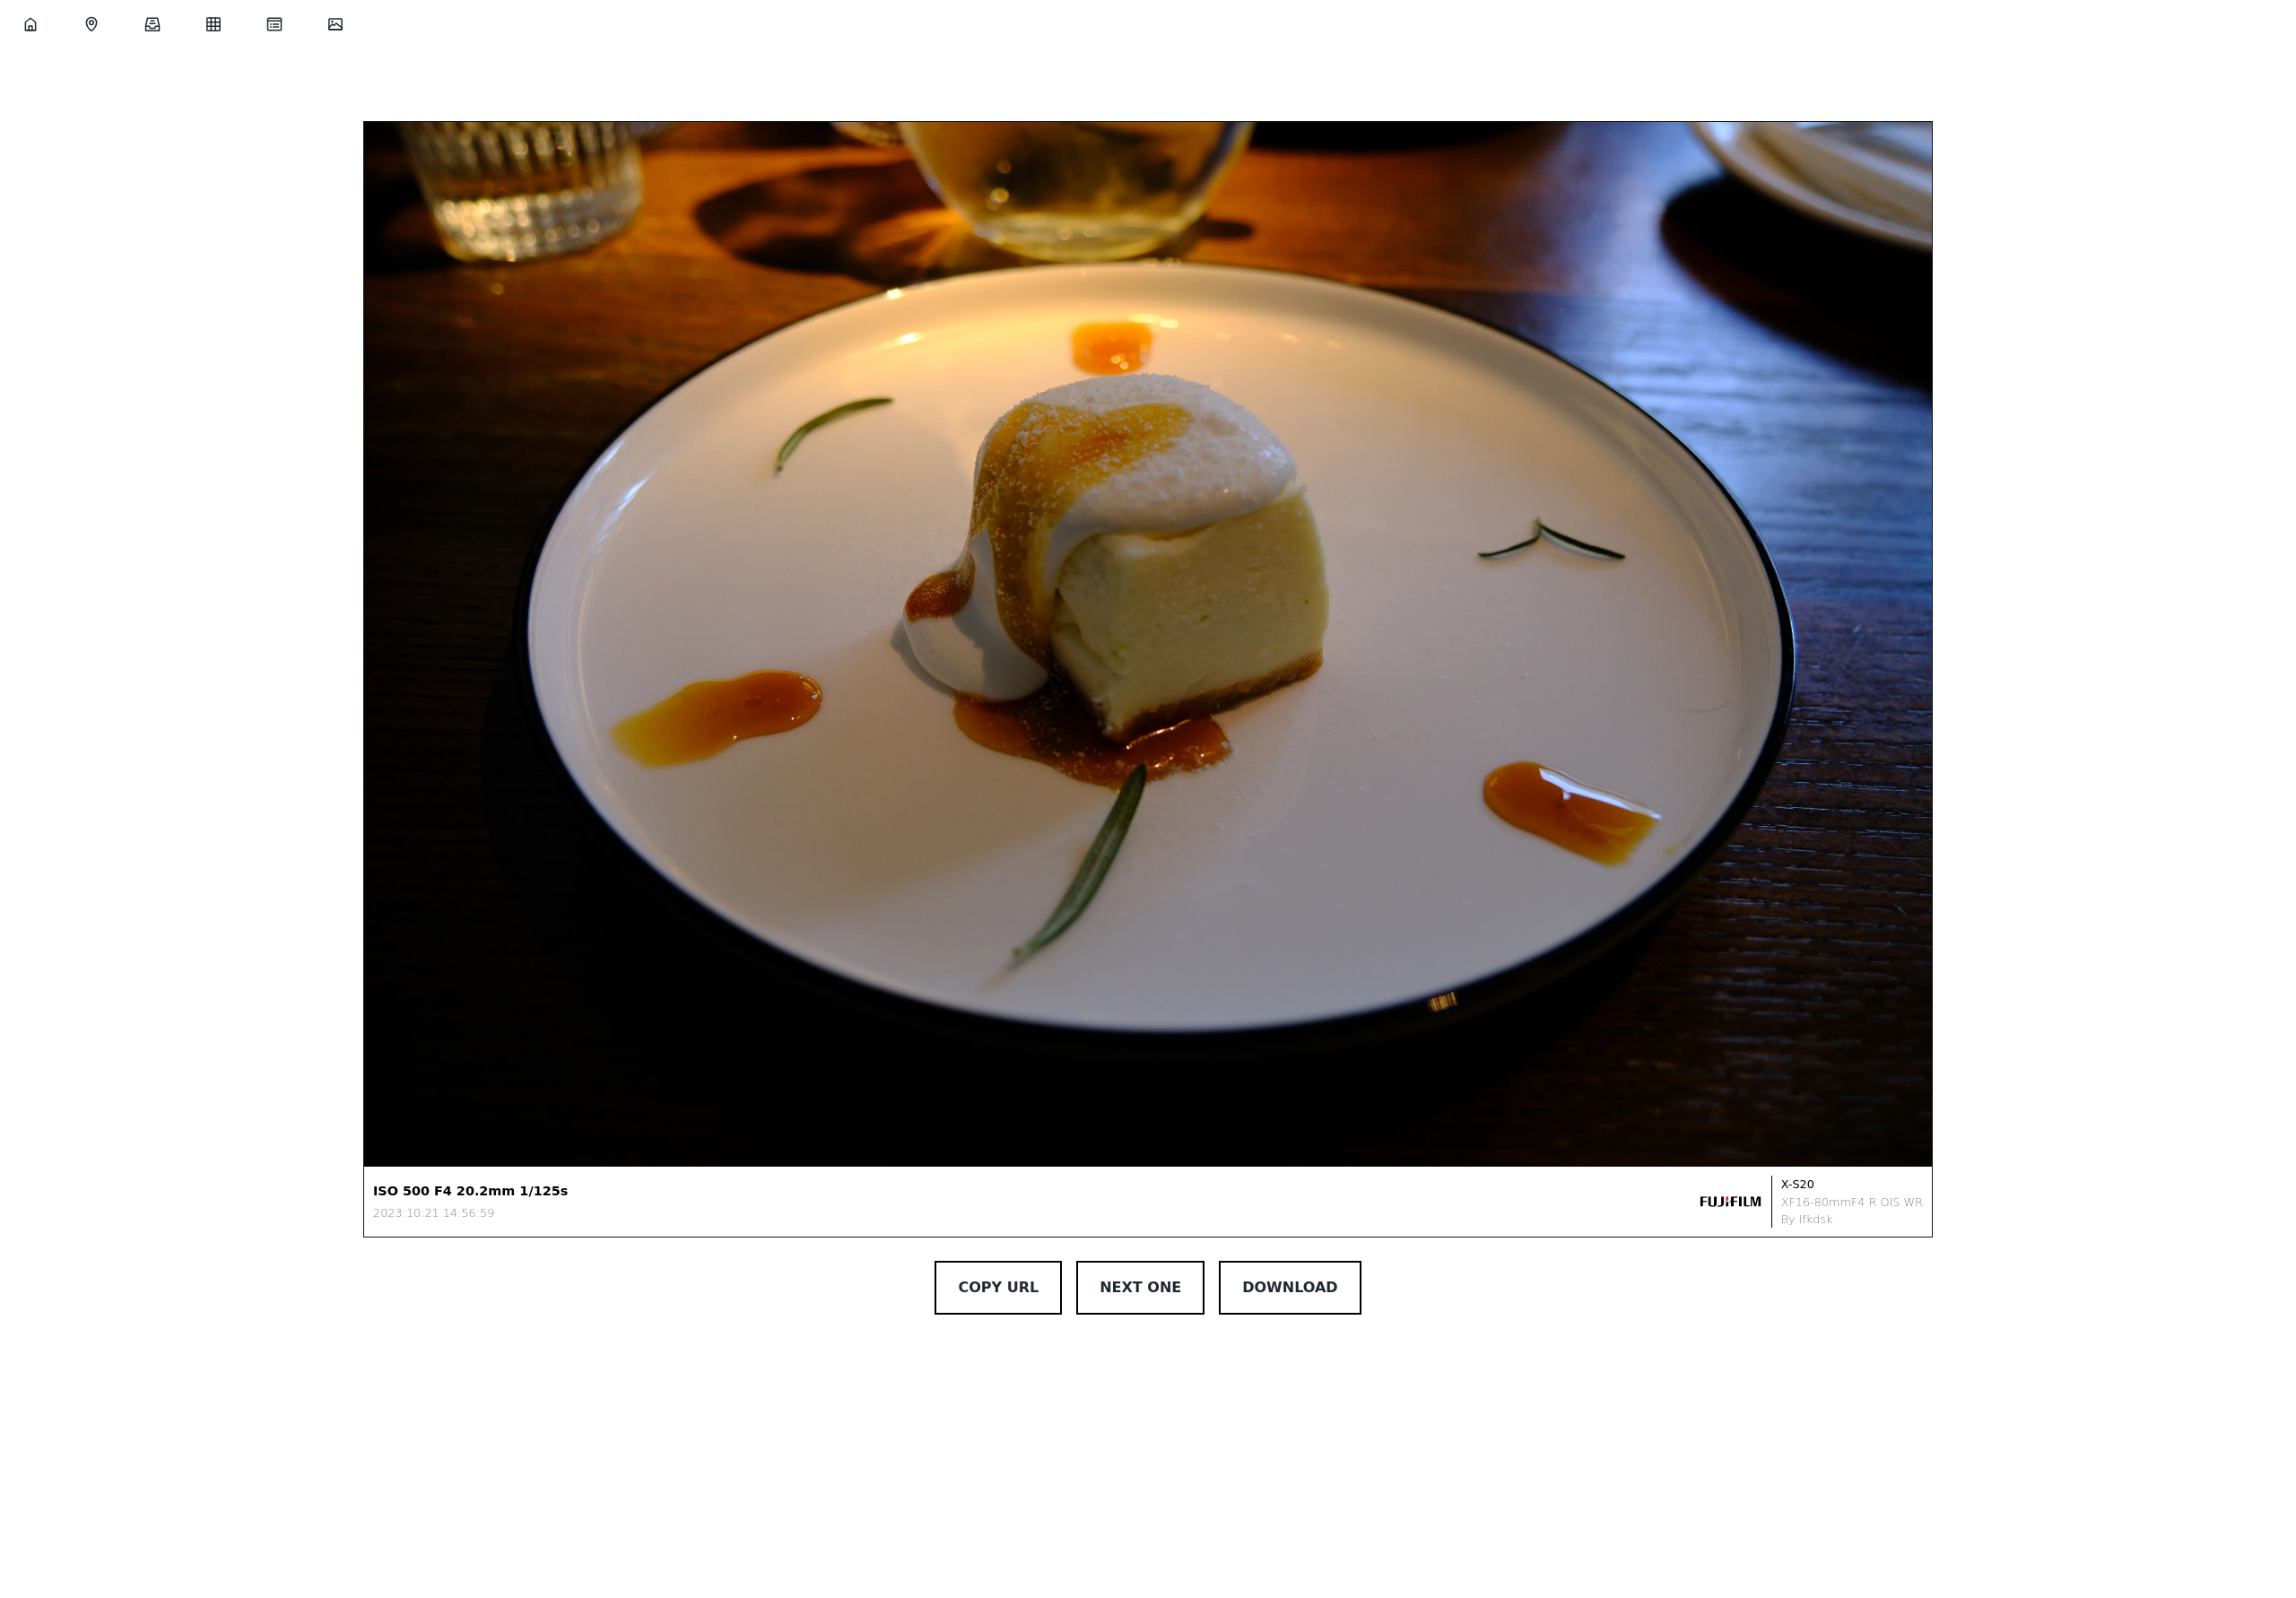 ISO 500 F4 20.2mm 1/125s
2023:10:21 14:56:59
FUJIFILM
X-S20
XF16-80mmF4 R OIS WR
By lfkdsk
COPY URL
NEXT ONE
DOWNLOAD